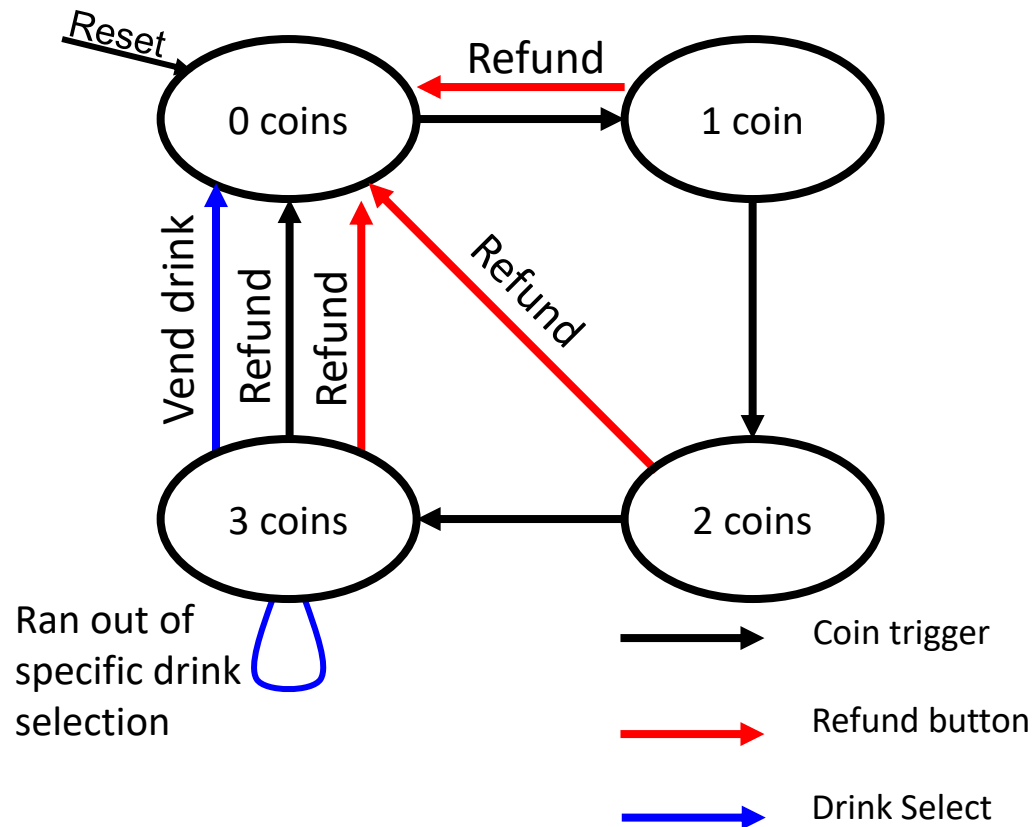 Reset
Refund
0 coins
1 coin
Vend drink
Refund
Refund
Refund
3 coins
2 coins
Ran out of
specific drink
selection
Coin trigger
Refund button
Drink Select